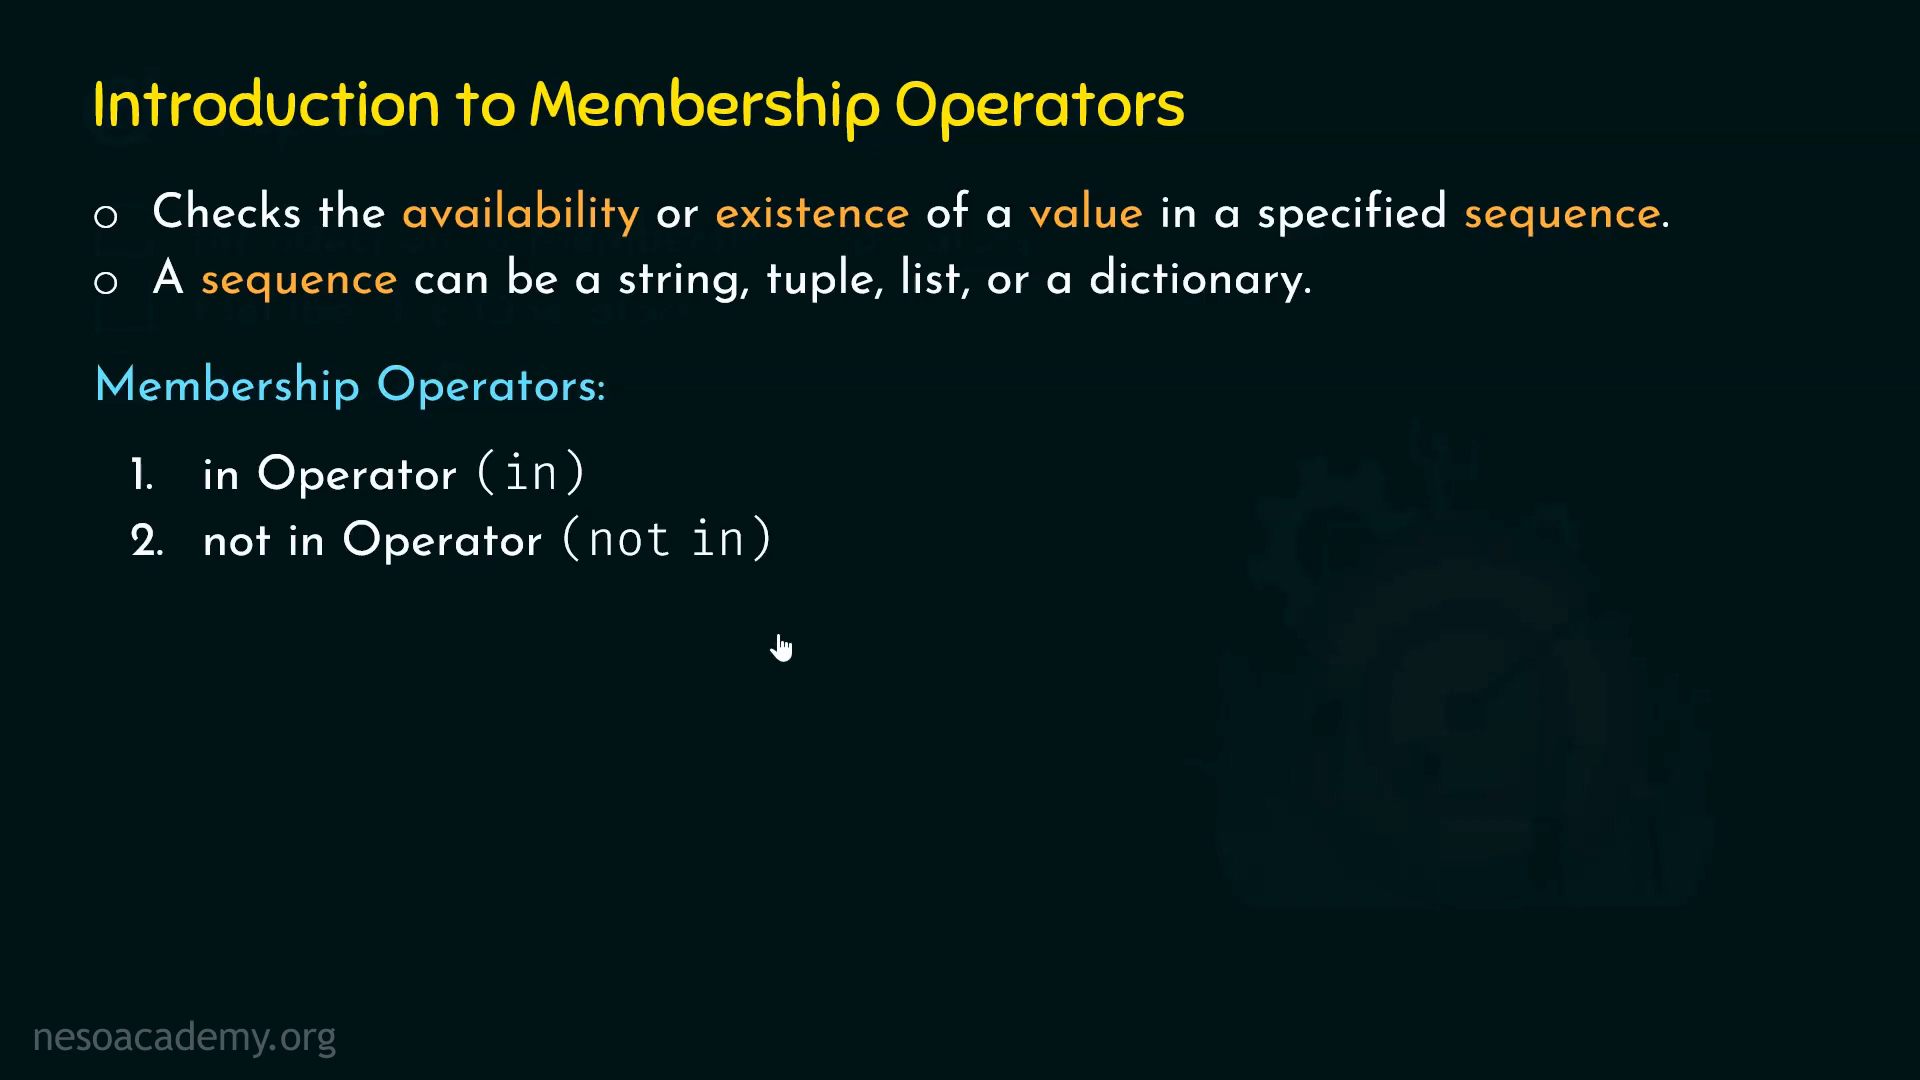 Introduction to Membership Operators
○ Checks the availability or existence of a value in a specified sequence.
○ A sequence can be a string, tuple, list, or a dictionary.
Membership Operators:
1. in Operator (in)
2. not in Operator (not in)
nesoacademy.org